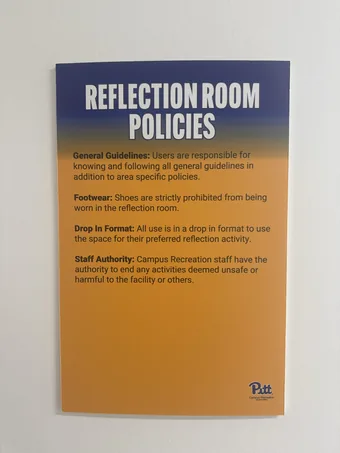 REFLECTION ROOM
POLICIES
General Guidelines: Users are responsible for
knowing and following all general guidelines in
addition to area specific policies.
Footwear: Shoes are strictly prohibited from being
worn in the reflection room.
Drop In Format: All use is in a drop in format to use
the space for their preferred reflection activity.
Staff Authority: Campus Recreation staff have the
authority to end any activities deemed unsafe or
harmful to the facility or others.
Pitt